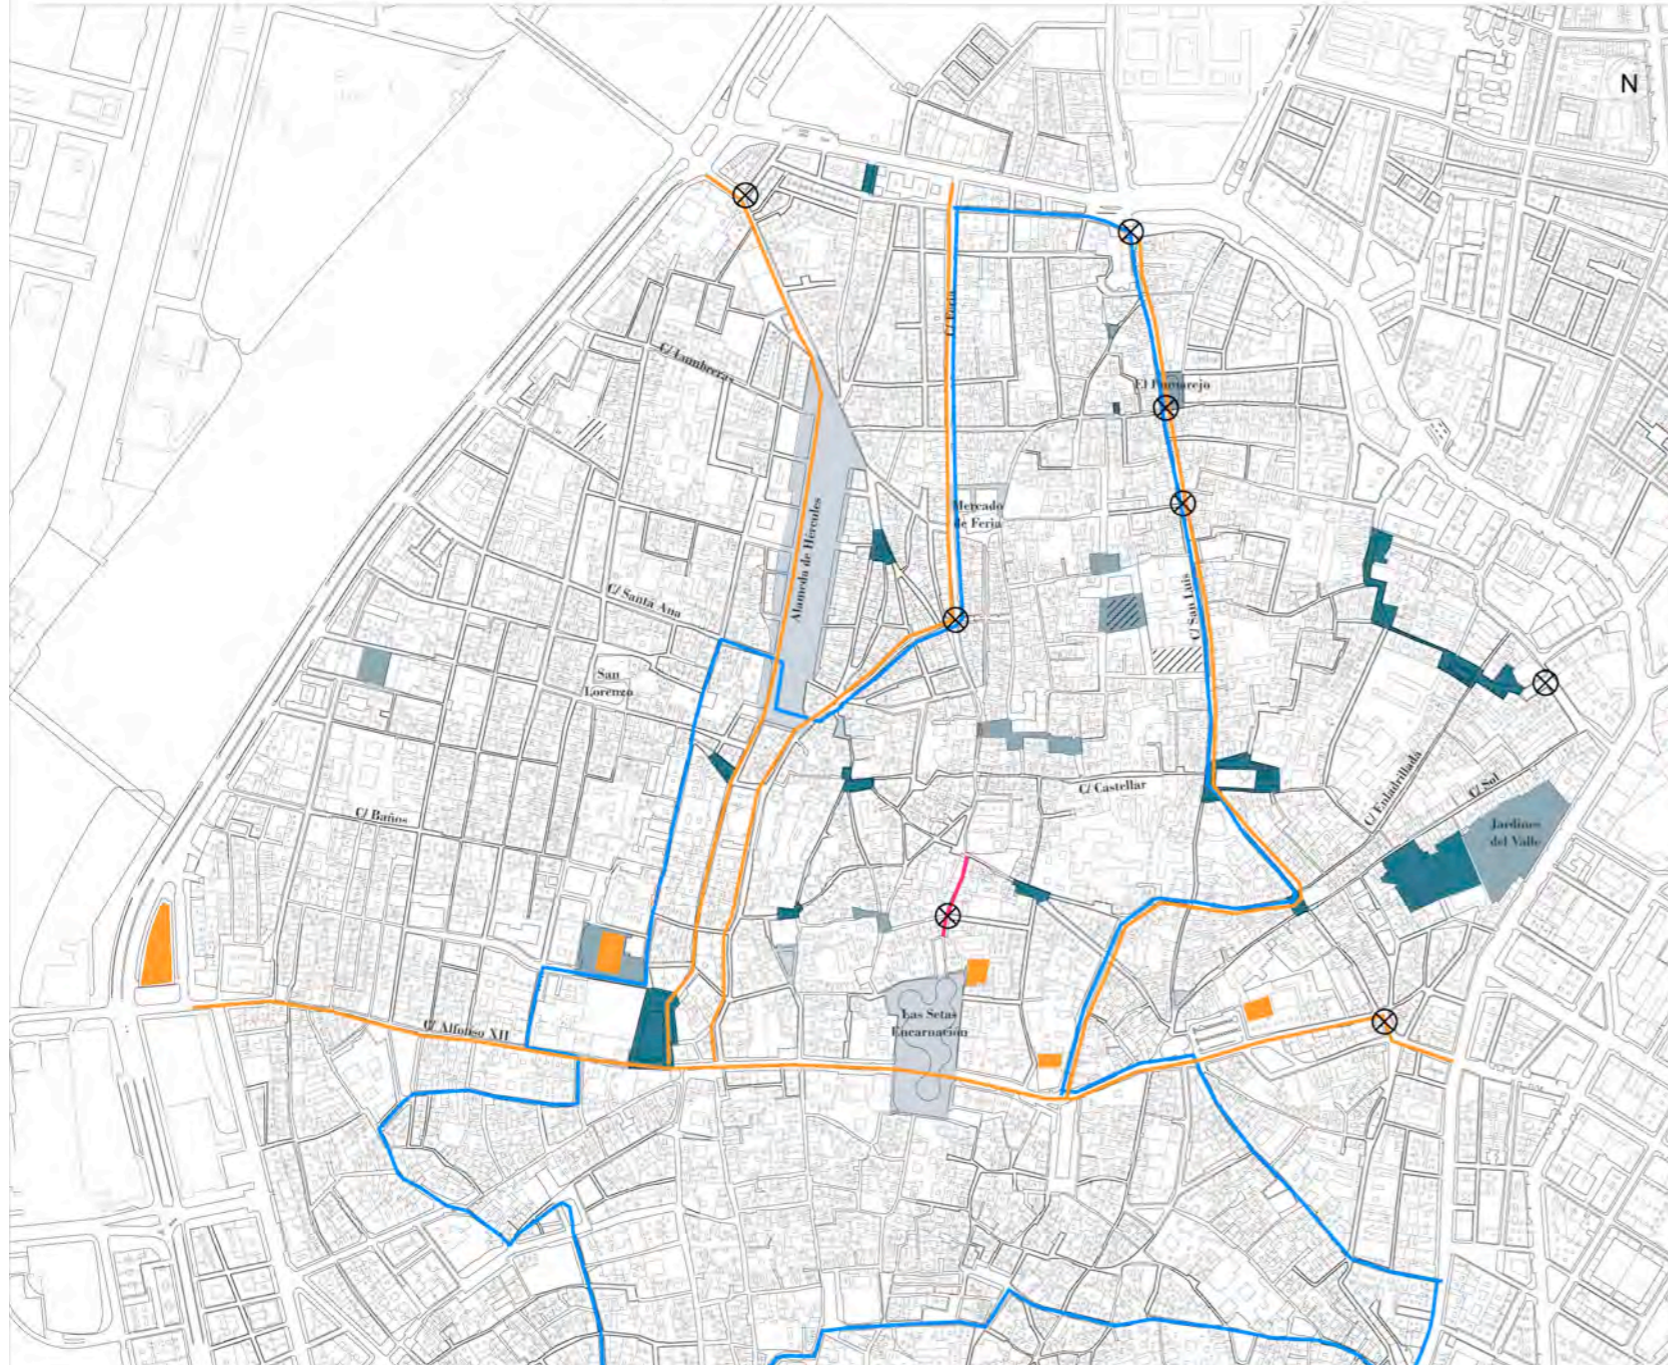 N
C/ Feria
C/ Lumbreras
El Pumarejo
Mercado
de Feria
Alameda de Hércules
C/ Santa Ana
C/ San Luis
San
Lorenzo
C/ Castellar
C/ Enladrillada
C/ Sol
C/ Baños
Jardines
del Valle
C/ Alfonso XII
Las Setas
Encarnación